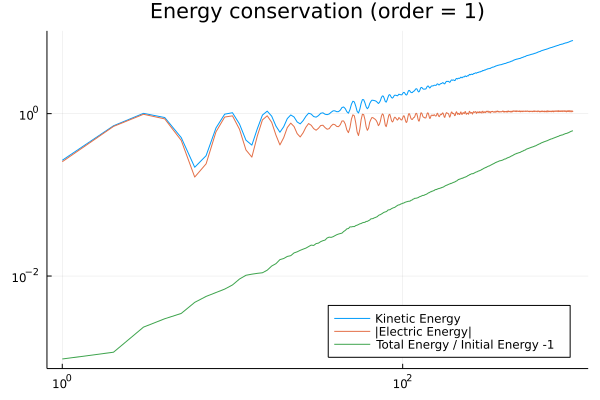 Energy conservation (order = 1)
10^0
10^-2
Kinetic Energy
|Electric Energy|
Total Energy / Initial Energy -1
10^0 10^2